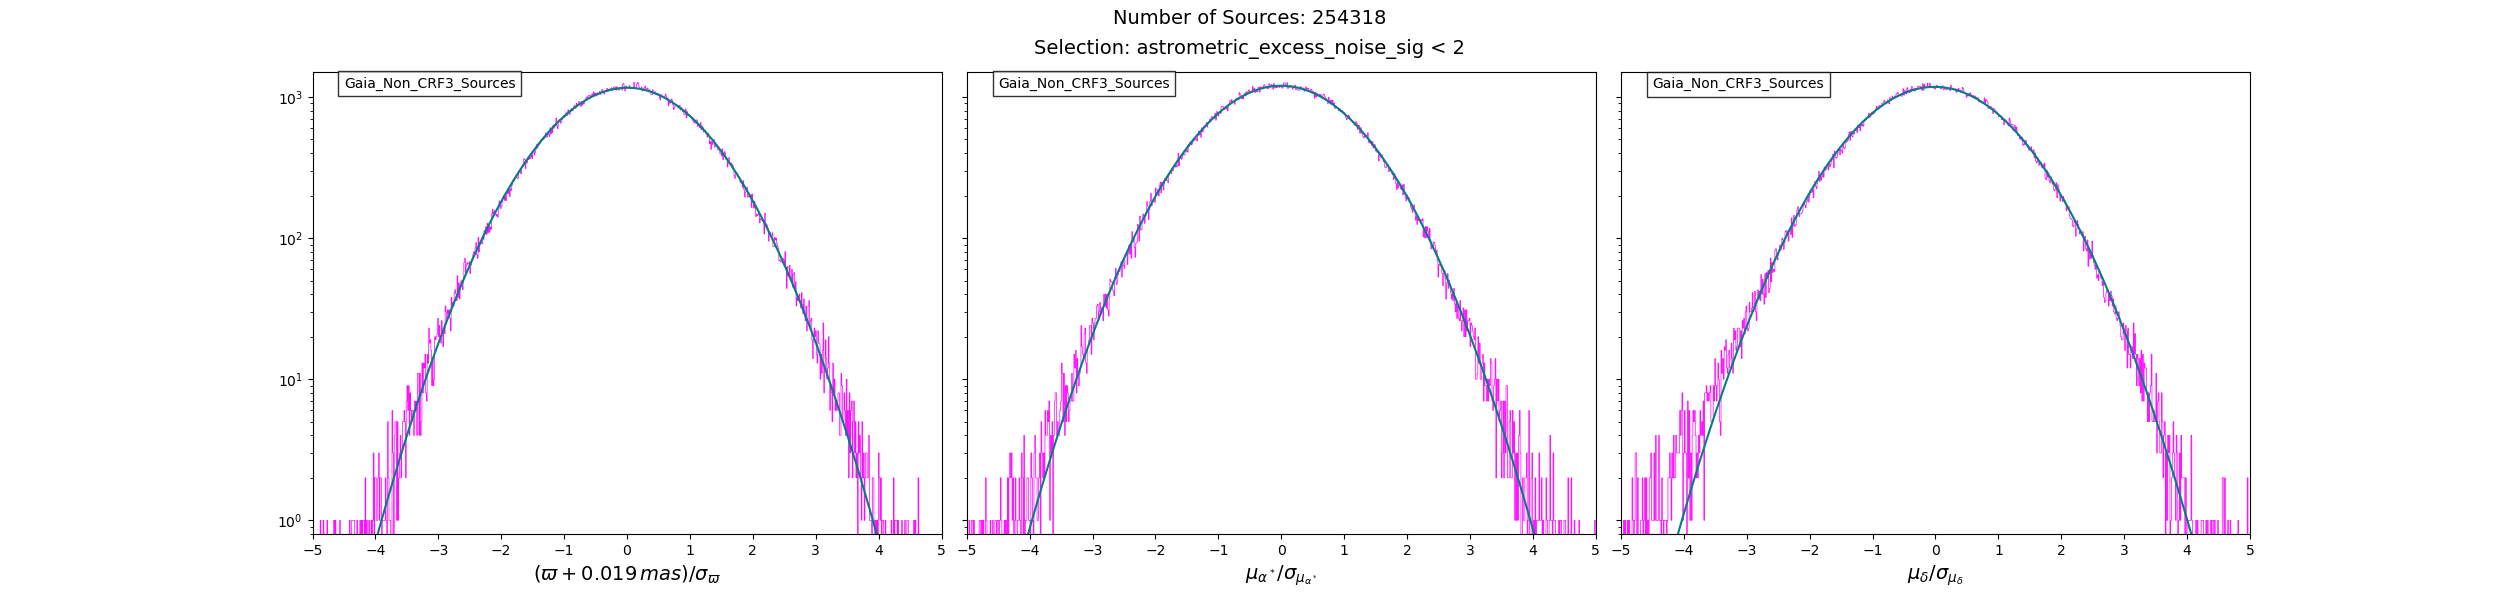 Number of Sources: 254318
Selection: astrometric_excess_noise_sig < 2
Gaia_Non_CRF3_Sources Gaia_Non_CRF3_Sources Gaia_Non_CRF3_Sources
10³
10²
10¹
10⁰
−5 −4 −3 −2 −1 0 1 2 3 4 5 −5 −4 −3 −2 −1 0 1 2 3 4 5 −5 −4 −3 −2 −1 0 1 2 3 4 5
(ϖ + 0.019 mas)/σ_ϖ μ_α*/σ_μ_α* μ_δ/σ_μ_δ